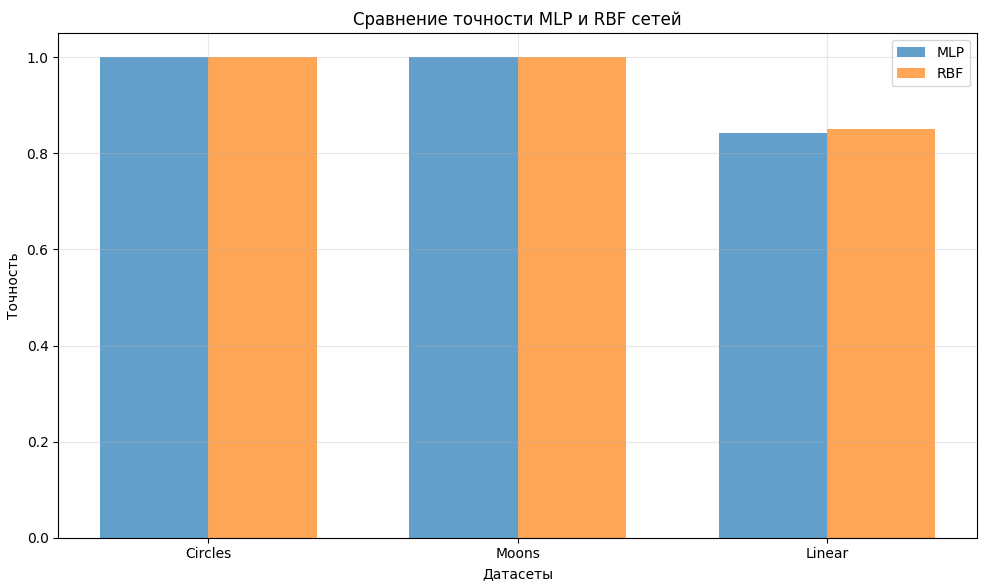 Сравнение точности MLP и RBF сетей
MLP
RBF
Точность
1.0
0.8
0.6
0.4
0.2
0.0
Circles
Moons
Linear
Датасеты